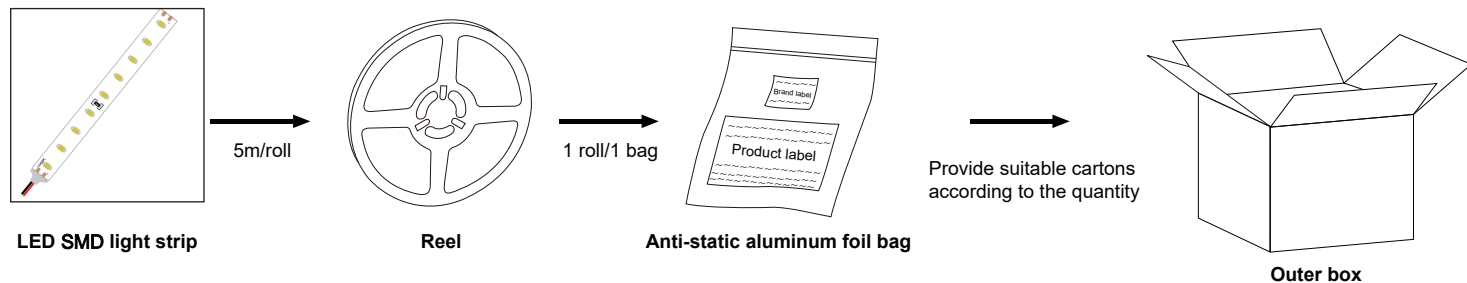 5m/roll
1 roll/1 bag
Brand label
Product label
Provide suitable cartons
according to the quantity
LED SMD light strip
Reel
Anti-static aluminum foil bag
Outer box